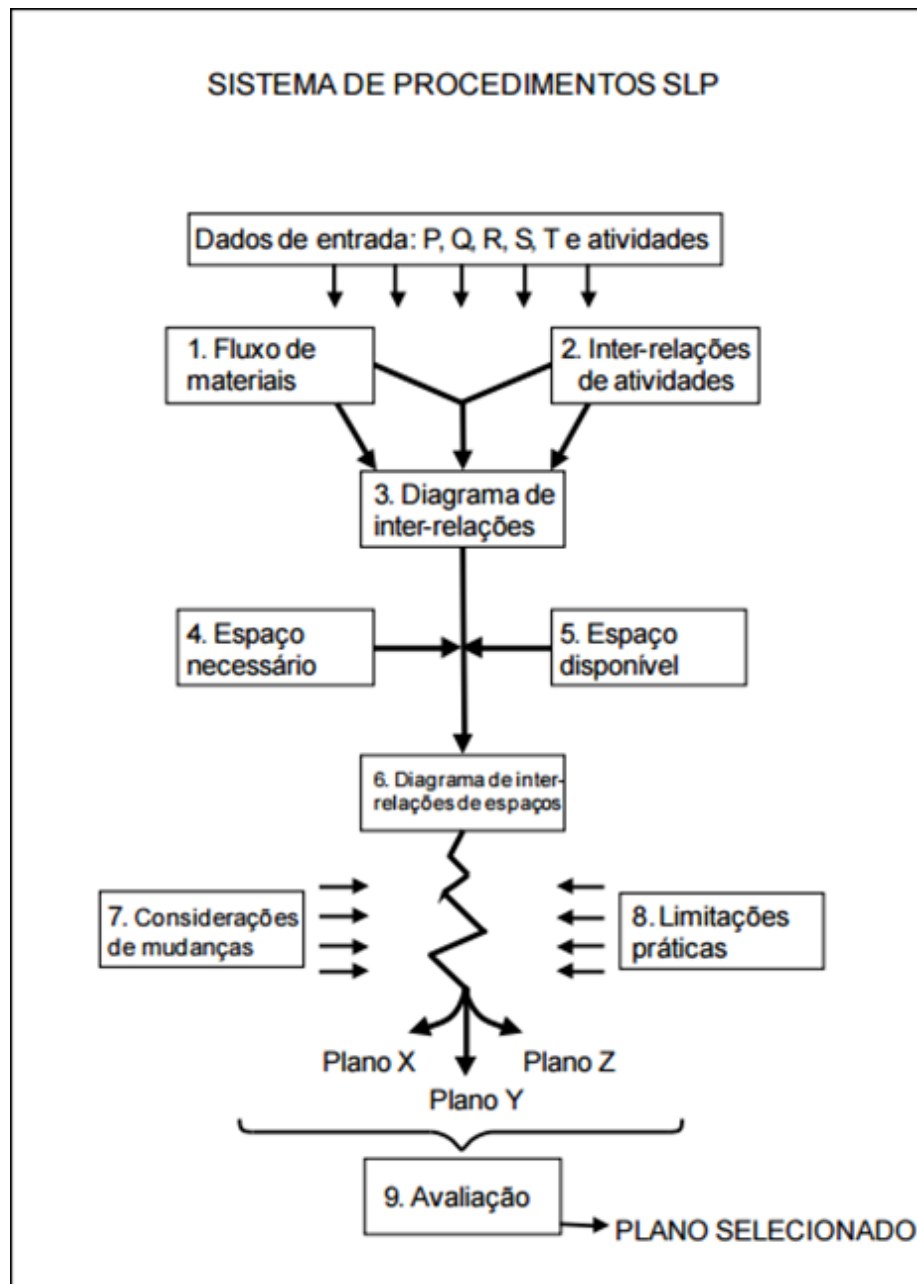 SISTEMA DE PROCEDIMENTOS SLP
Dados de entrada: P, Q, R, S, T e atividades
1. Fluxo de
materiais
2. Inter-relações
de atividades
3. Diagrama de
inter-relações
4. Espaço
necessário
5. Espaço
disponível
6. Diagrama de inter-
relações de espaços
7. Considerações
de mudanças
8. Limitações
práticas
Plano X
Plano Z
Plano Y
9. Avaliação
PLANO SELECIONADO